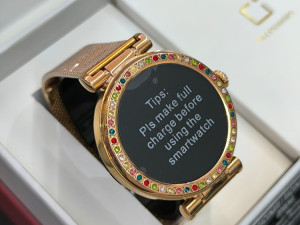 Tips:
Pls make full
charge before
using the
smartwatch